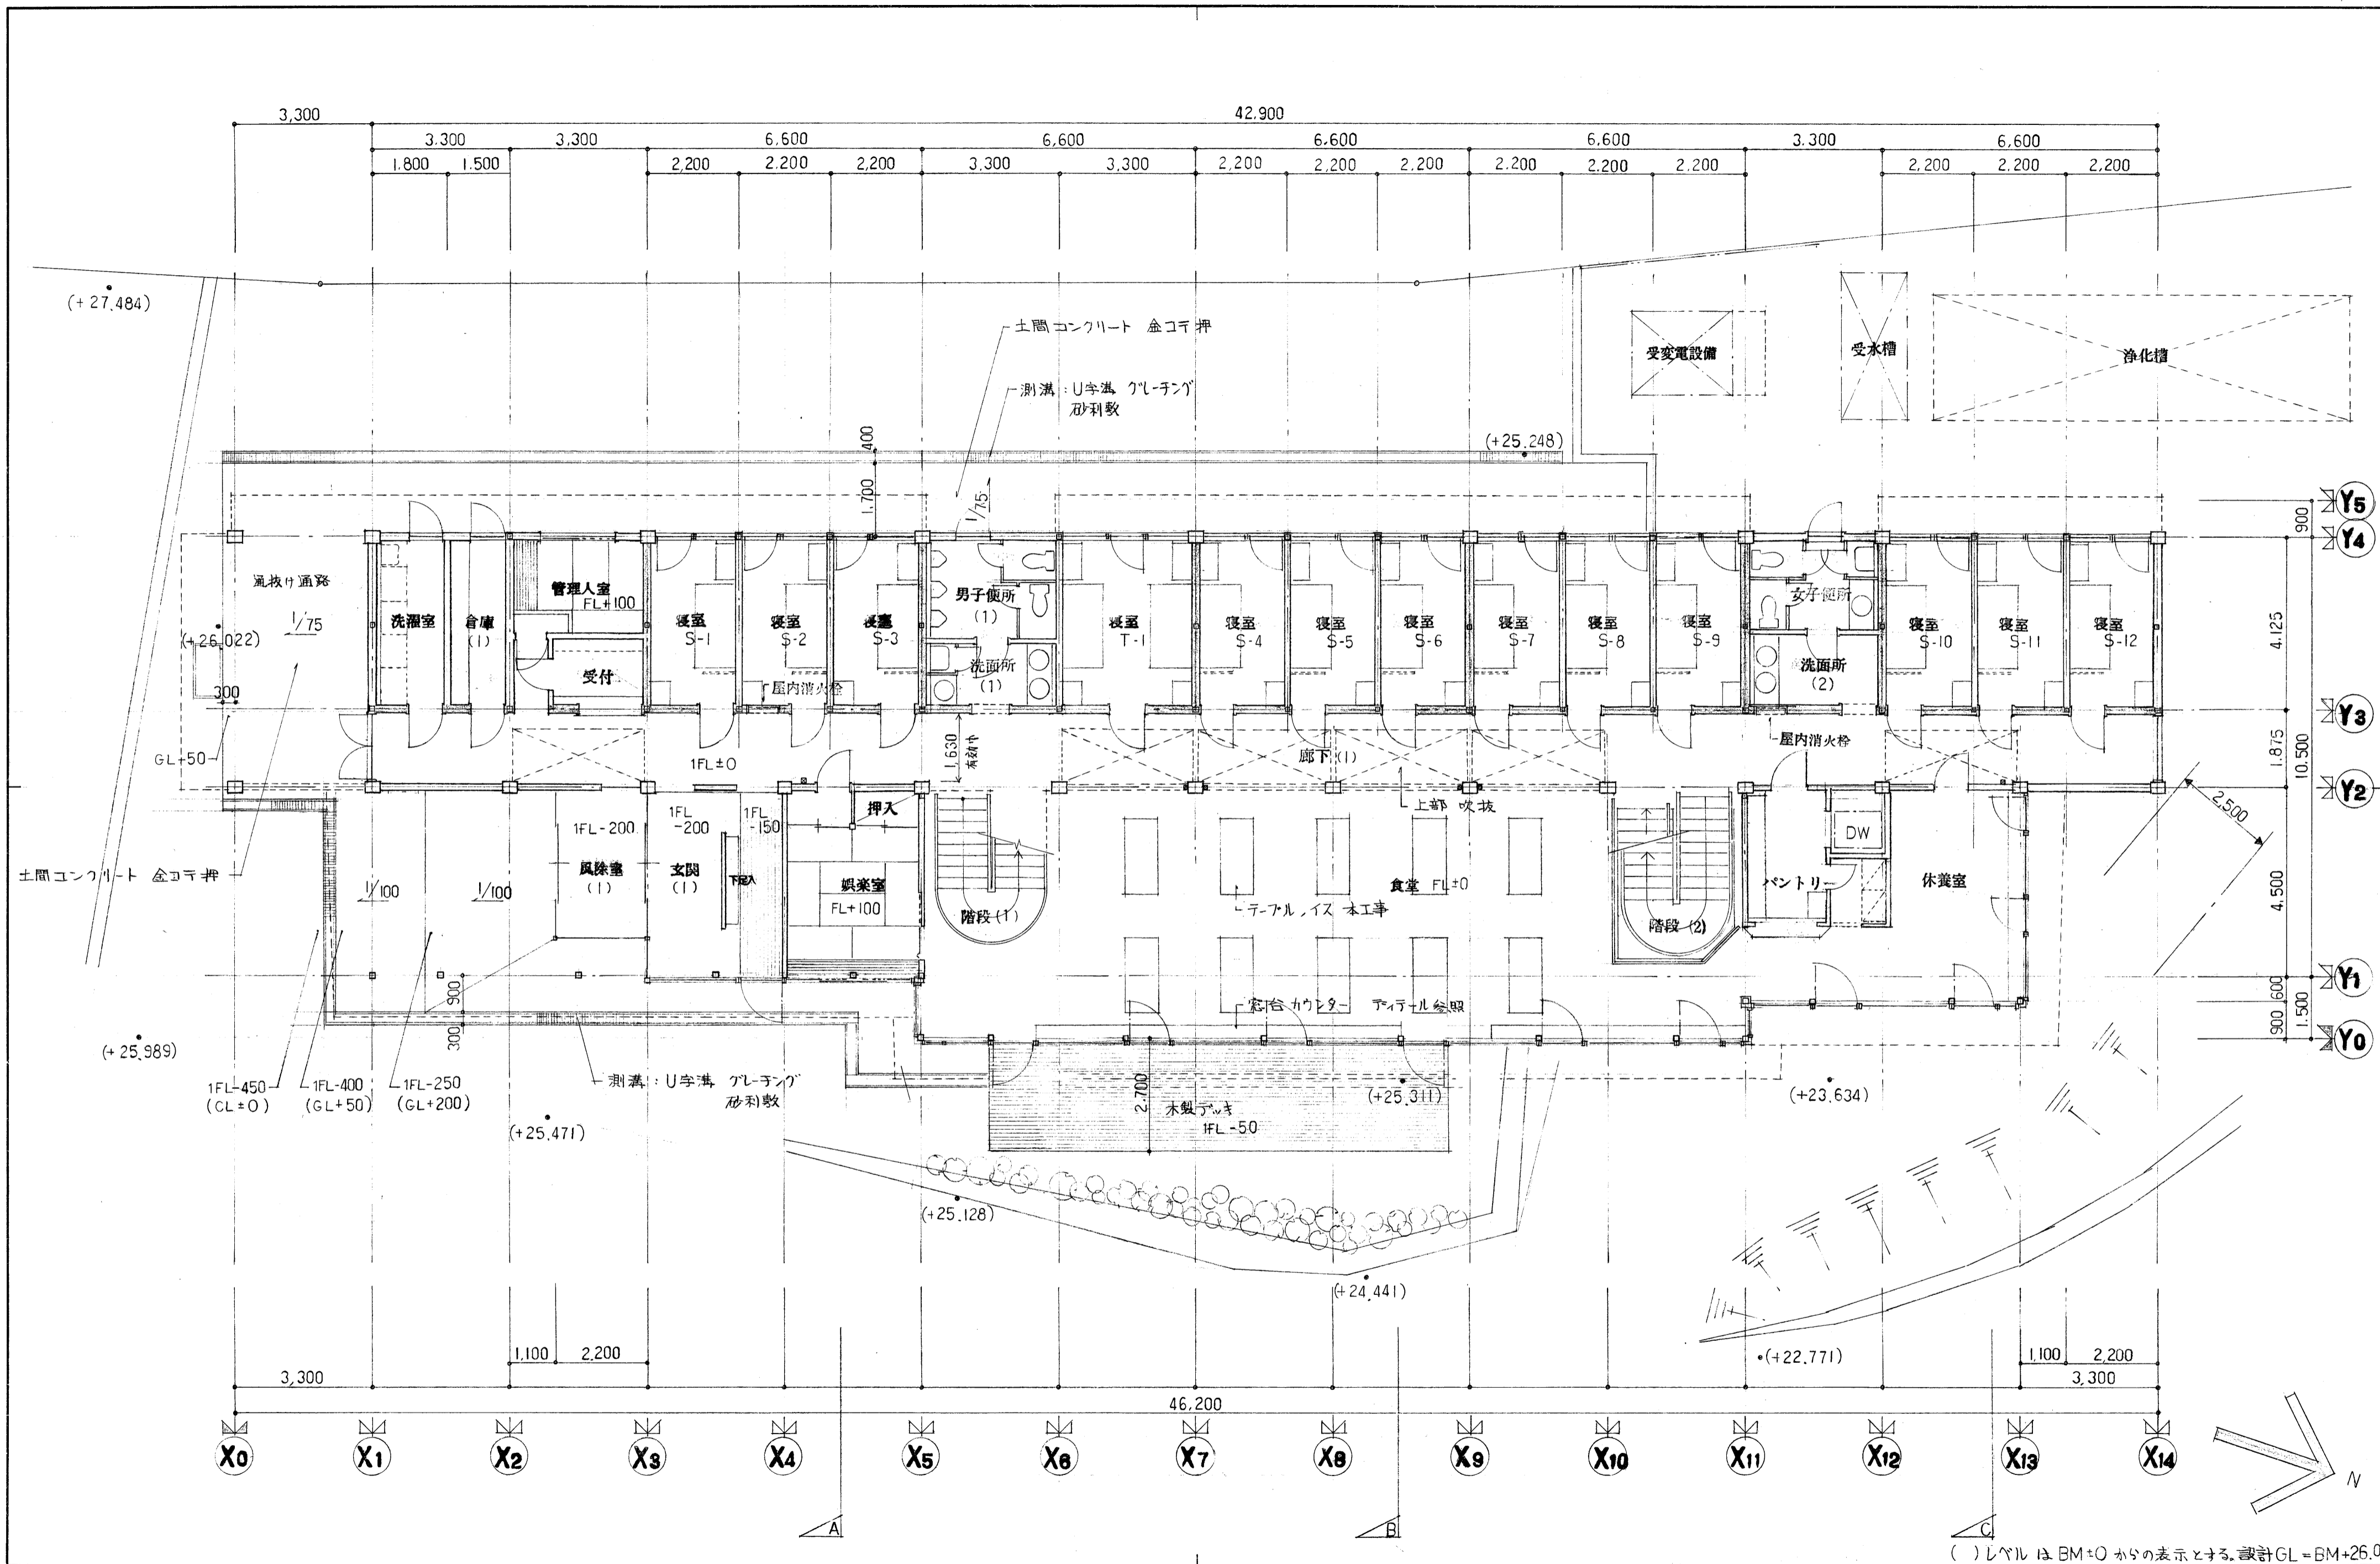 3,300
42.900
3.300
3.300
6.600
6.600
6.600
6.600
3.300
6.600
1.800
1.500
2,200
2.200
2,200
3,300
3,300
2,200
2,200
2.200
2.200
2.200
2.200
2,200
2.200
2,200
(+27.484)
土間コンクリート 金コテ押
測溝:U字溝 グレーチング
砂利敷
受変電設備
受水槽
浄化槽
400
1,700
1/75
(+25.248)
Y5
900
Y4
通抜け通路
1/75
(+26.022)
300
GL+50
洗濯室
倉庫
(1)
管理人室
FL+100
受付
寝室
S-1
寝室
S-2
寝室
S-3
屋内消火栓
男子便所
(1)
洗面所
(1)
寝室
T-1
寝室
S-4
寝室
S-5
寝室
S-6
寝室
S-7
寝室
S-8
寝室
S-9
女子便所
洗面所
(2)
寝室
S-10
寝室
S-11
寝室
S-12
4.125
Y3
1FL±0
1,630
有効巾
廊下(1)
屋内消火栓
1.875
10.500
Y2
上部 吹抜
2,500
土間コンクリート 金コテ押
1/100
1/100
1FL-200
風除室
(1)
1FL
-200
玄関
(1)
1FL
-150
下足入
押入
娯楽室
FL+100
階段(1)
食堂 FL±0
テーブル,イス 本工事
階段(2)
パントリー
DW
休養室
4,500
Y1
900
300
窓台カウンター ディテール参照
600
900
1.500
Y0
(+25,989)
1FL-450
(GL±0)
1FL-400
(GL+50)
1FL-250
(GL+200)
測溝:U字溝 グレーチング
砂利敷
(+25.471)
2.700
木製デッキ
1FL-50
(+25.311)
(+23,634)
(+25.128)
(+24,441)
(+22.771)
1,100
2,200
1,100
2,200
3,300
3,300
46,200
X0
X1
X2
X3
X4
X5
X6
X7
X8
X9
X10
X11
X12
X13
X14
N
A
B
C
( )レベルは BM±0 からの表示とする。設計GL=BM+26.0